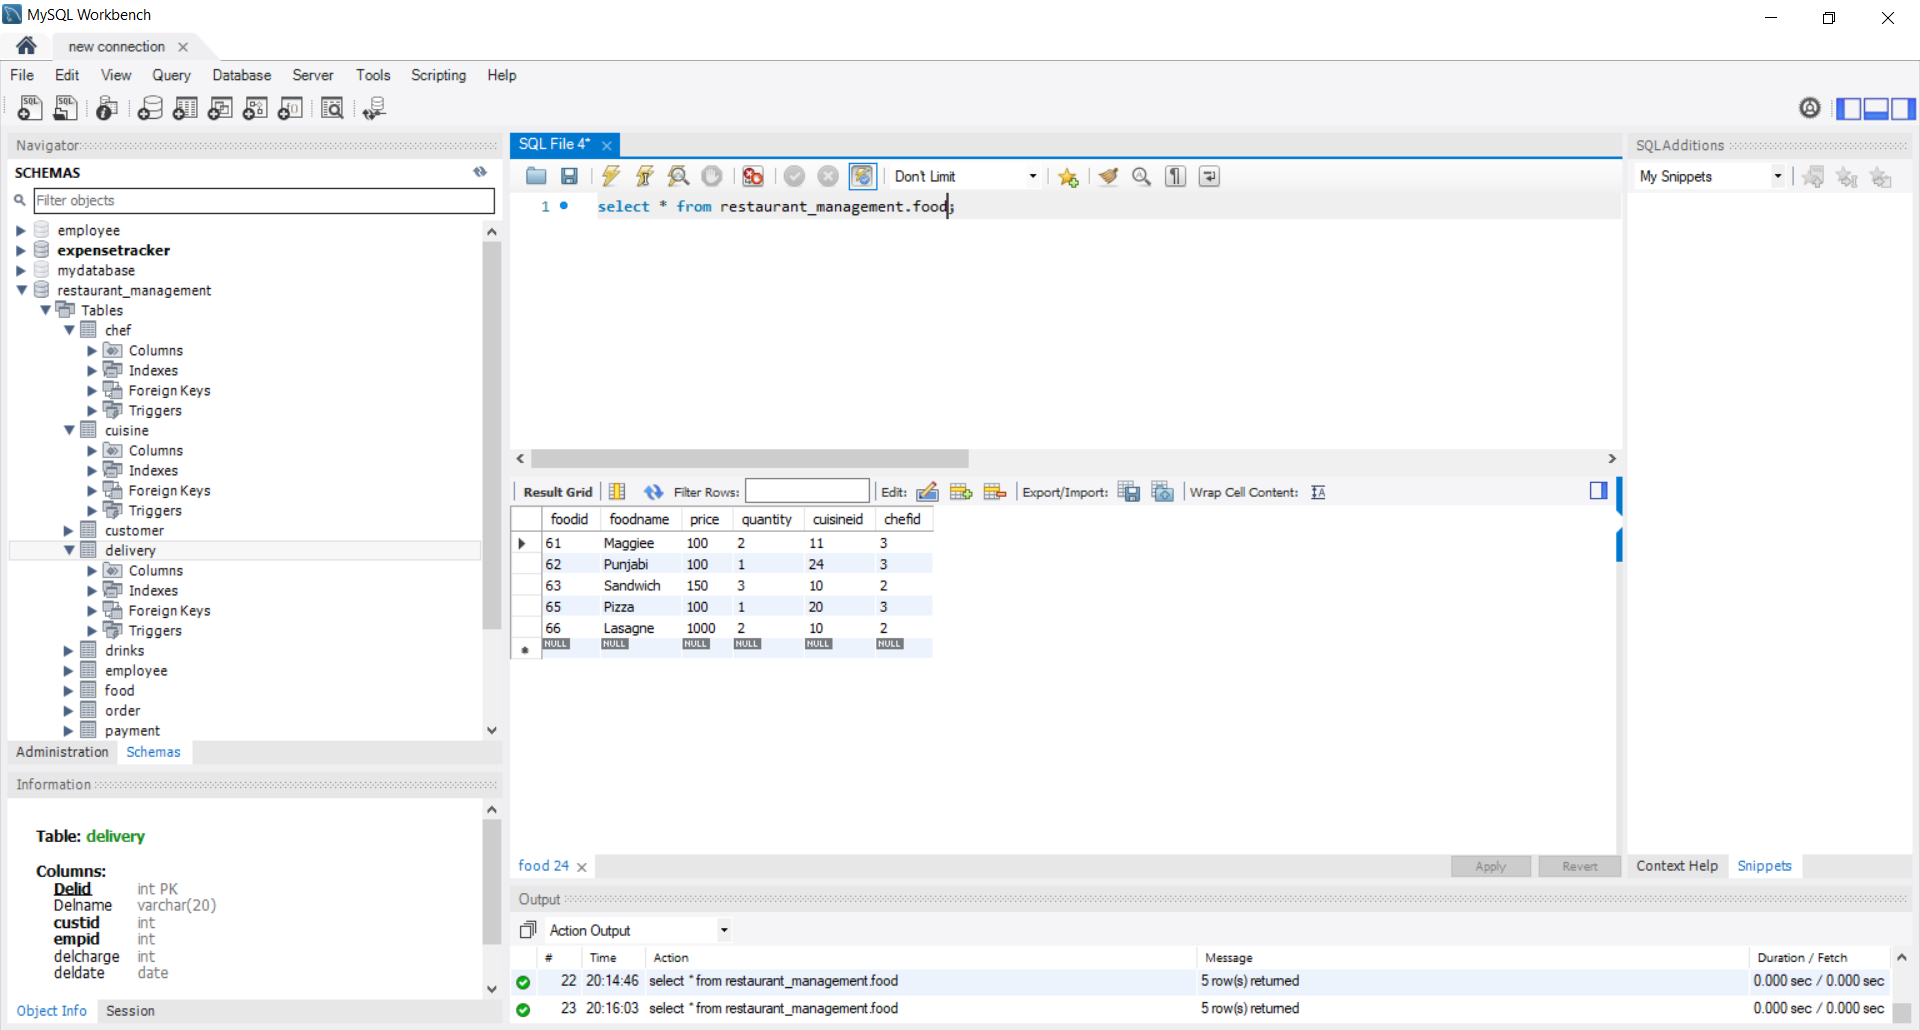 MySQL Workbench
new connection
File Edit View Query Database Server Tools Scripting Help
Navigator
SCHEMAS
Filter objects
employee
expensetracker
mydatabase
restaurant_management
Tables
chef
Columns
Indexes
Foreign Keys
Triggers
cuisine
Columns
Indexes
Foreign Keys
Triggers
customer
delivery
Columns
Indexes
Foreign Keys
Triggers
drinks
employee
food
order
payment
Administration Schemas
Information
Table: delivery
Columns:
Delid int PK
Delname varchar(20)
custid int
empid int
delcharge int
deldate date
Object Info Session
SQL File 4*
Don't Limit
1 select * from restaurant_management.food;
Result Grid Filter Rows: Edit: Export/Import: Wrap Cell Content:
foodid foodname price quantity cuisineid chefid
61 Maggiee 100 2 11 3
62 Punjabi 100 1 24 3
63 Sandwich 150 3 10 2
65 Pizza 100 1 20 3
66 Lasagne 1000 2 10 2
NULL NULL NULL NULL NULL NULL
food 24
Apply Revert
Output
Action Output
# Time Action Message Duration / Fetch
22 20:14:46 select * from restaurant_management.food 5 row(s) returned 0.000 sec / 0.000 sec
23 20:16:03 select * from restaurant_management.food 5 row(s) returned 0.000 sec / 0.000 sec
SQLAdditions
My Snippets
Context Help Snippets